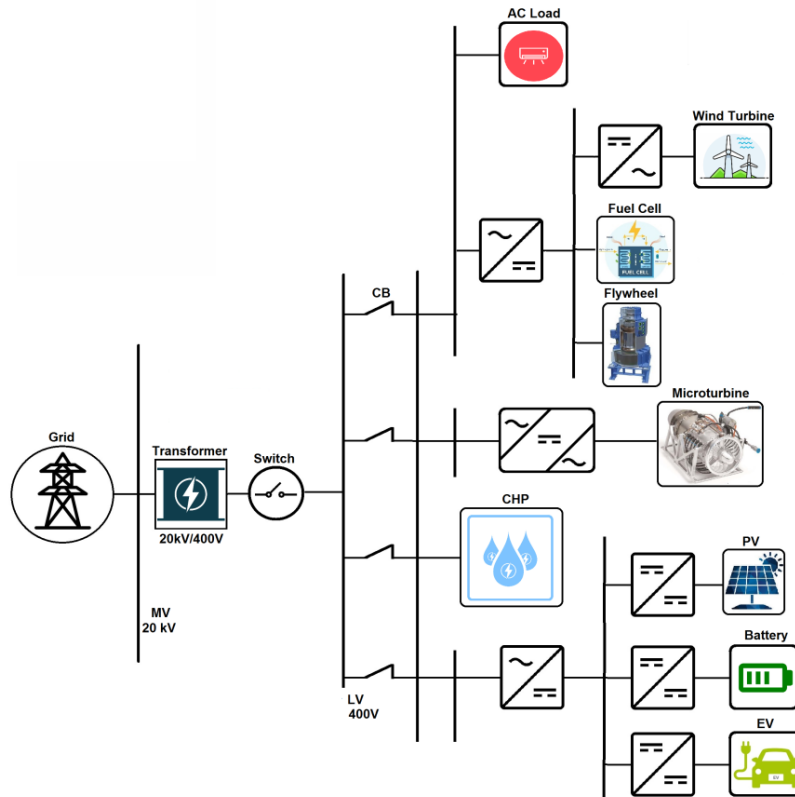 AC Load
Wind Turbine
Fuel Cell
FUEL CELL
Flywheel
CB
Microturbine
Grid
Transformer
Switch
20kV/400V
CHP
MV
20 kV
LV
400V
PV
Battery
EV
EV